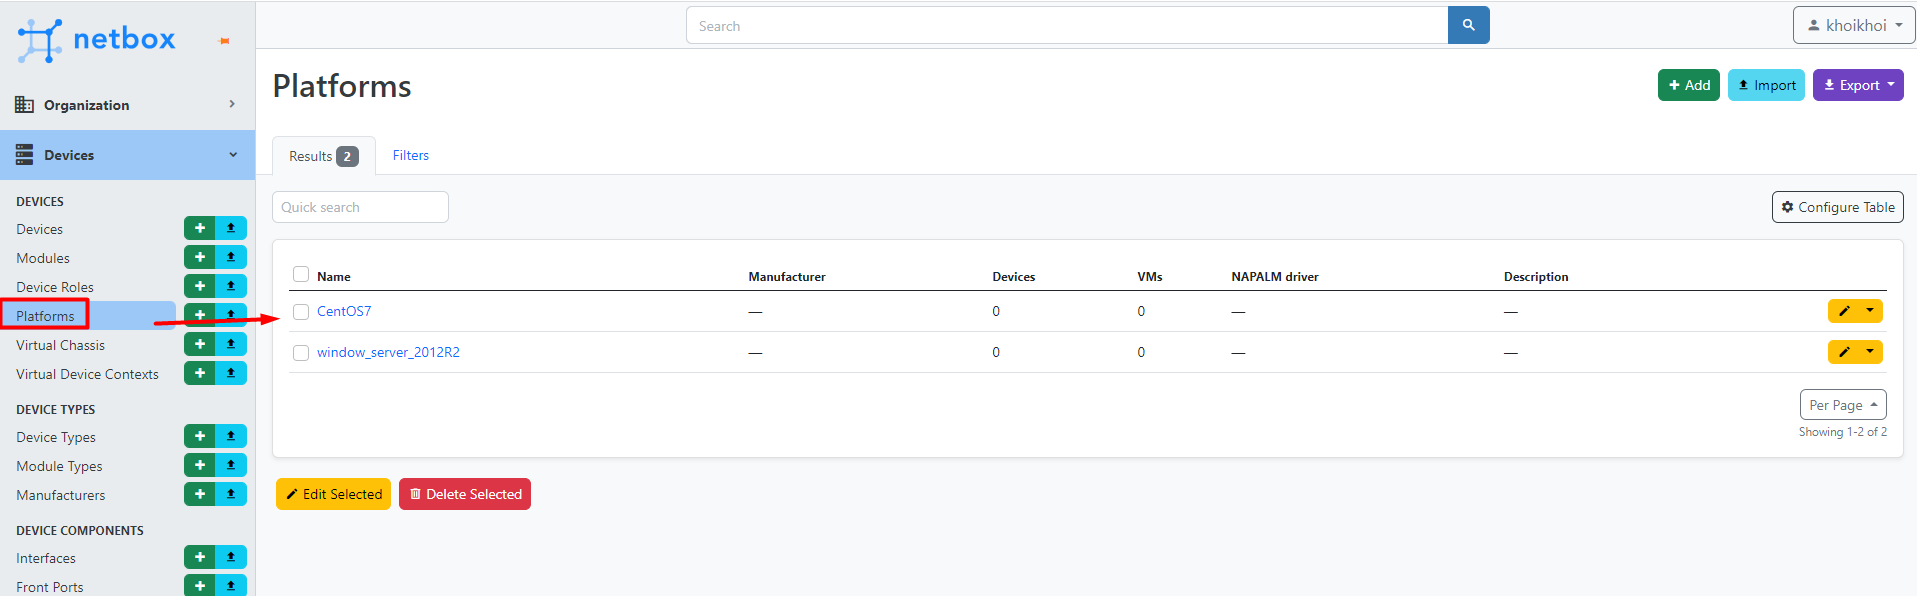 netbox
Search
khoikhoi
Organization
Devices
DEVICES
Devices
Modules
Device Roles
Platforms
Virtual Chassis
Virtual Device Contexts
DEVICE TYPES
Device Types
Module Types
Manufacturers
DEVICE COMPONENTS
Interfaces
Front Ports
Platforms
Add Import Export
Results 2 Filters
Quick search
Configure Table
Name Manufacturer Devices VMs NAPALM driver Description
CentOS7 — 0 0 — —
window_server_2012R2 — 0 0 — —
Per Page
Showing 1-2 of 2
Edit Selected Delete Selected